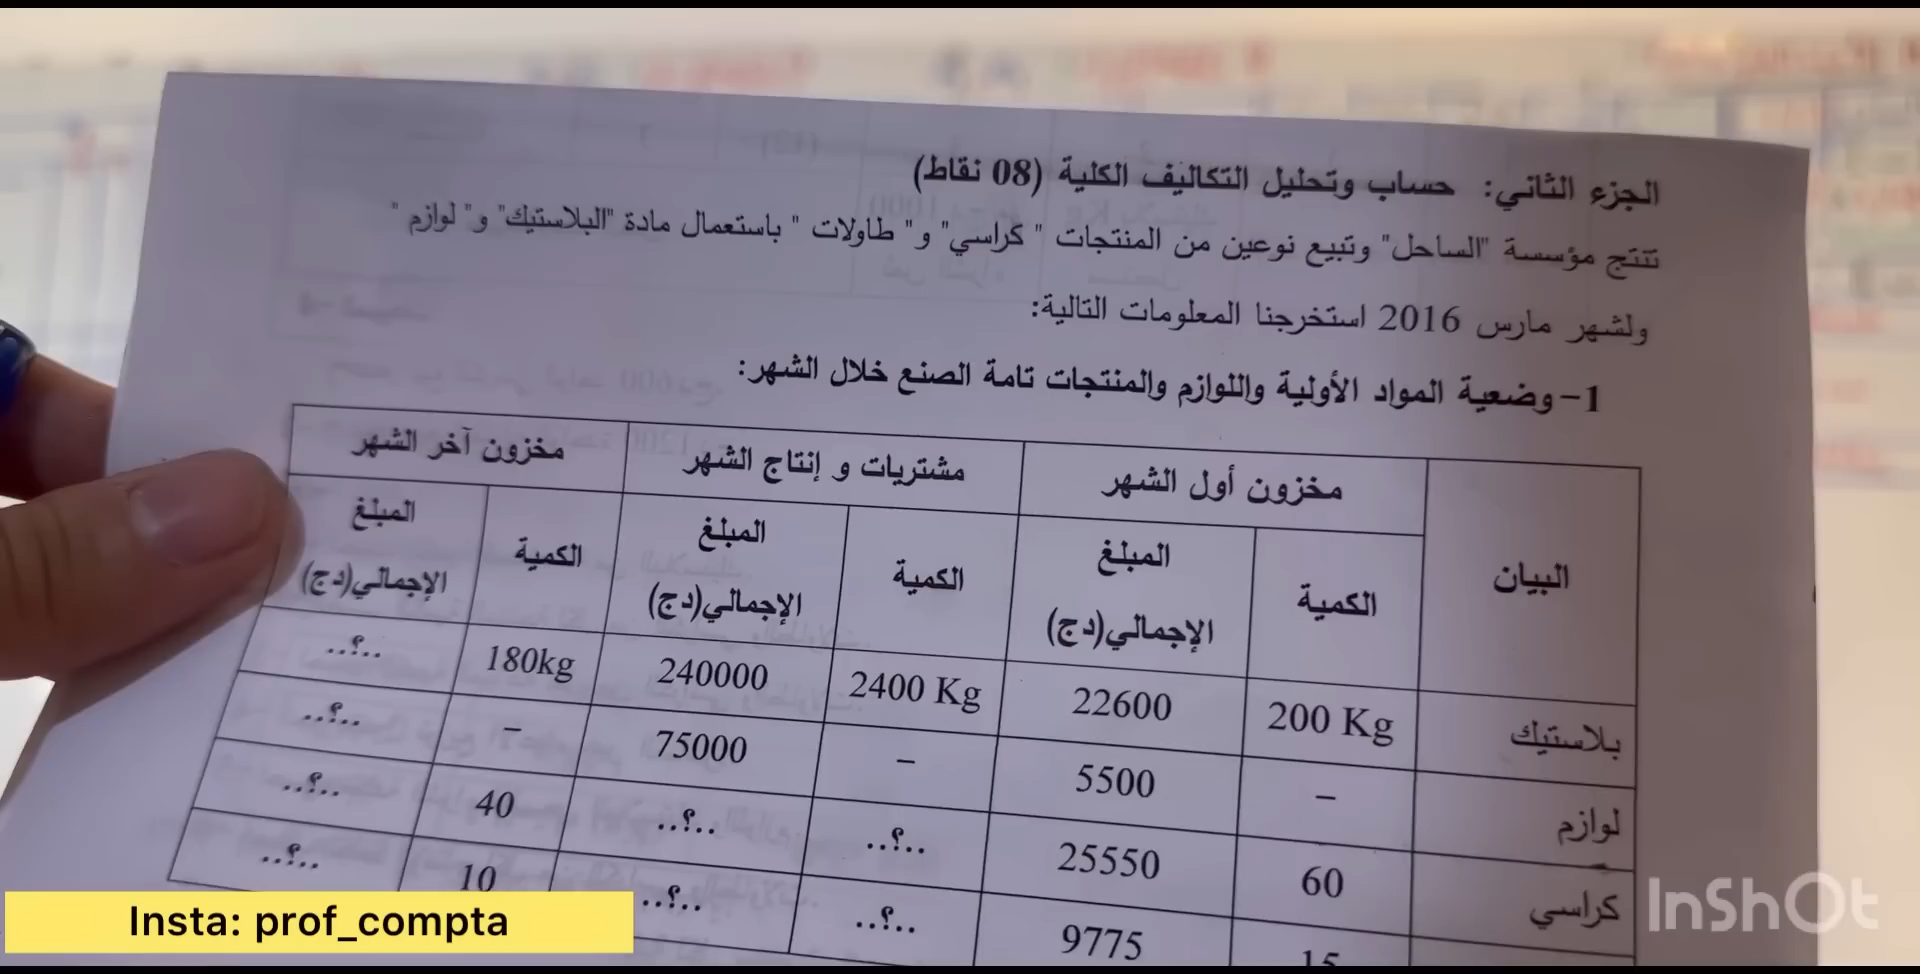 الجزء الثاني: حساب وتحليل التكاليف الكلية (08 نقاط)
تنتج مؤسسة "الساحل" وتبيع نوعين من المنتجات " كراسي" و" طاولات " باستعمال مادة "البلاستيك" و" لوازم "
ولشهر مارس 2016 استخرجنا المعلومات التالية:
1- وضعية المواد الأولية واللوازم والمنتجات تامة الصنع خلال الشهر:
البيان مخزون أول الشهر مشتريات و إنتاج الشهر مخزون آخر الشهر
الكمية المبلغ الإجمالي(دج) الكمية المبلغ الإجمالي(دج) الكمية المبلغ الإجمالي(دج)
بلاستيك 200 Kg 22600 2400 Kg 240000 180kg ..؟..
لوازم – 5500 – 75000 – ..؟..
كراسي 60 25550 ..؟.. ..؟.. 40 ..؟..
15 9775 ..؟.. ..؟.. 10 ..؟..
Insta: prof_compta
InShOt